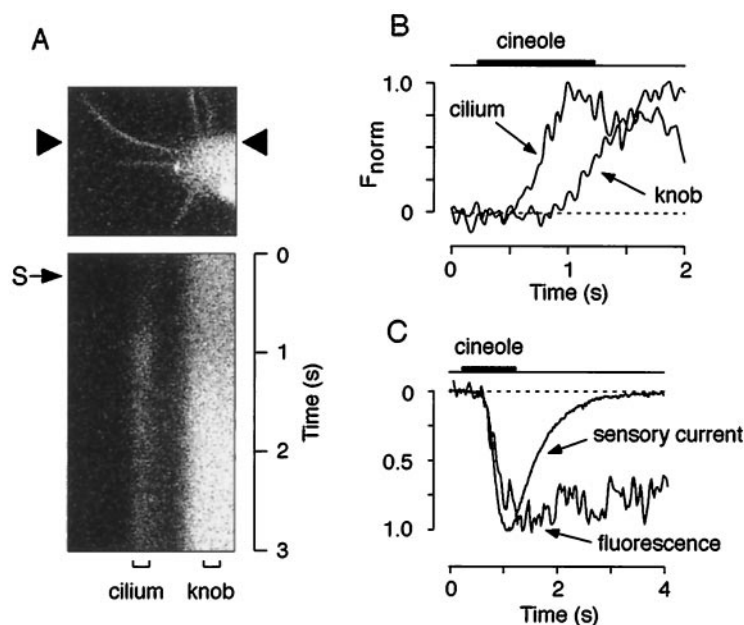 A
S
0
1
2
3
Time (s)
cilium knob
B
cineole
1.0
0
Fnorm
cilium
knob
0 1 2
Time (s)
C
cineole
0
0.5
1.0
sensory current
fluorescence
0 2 4
Time (s)